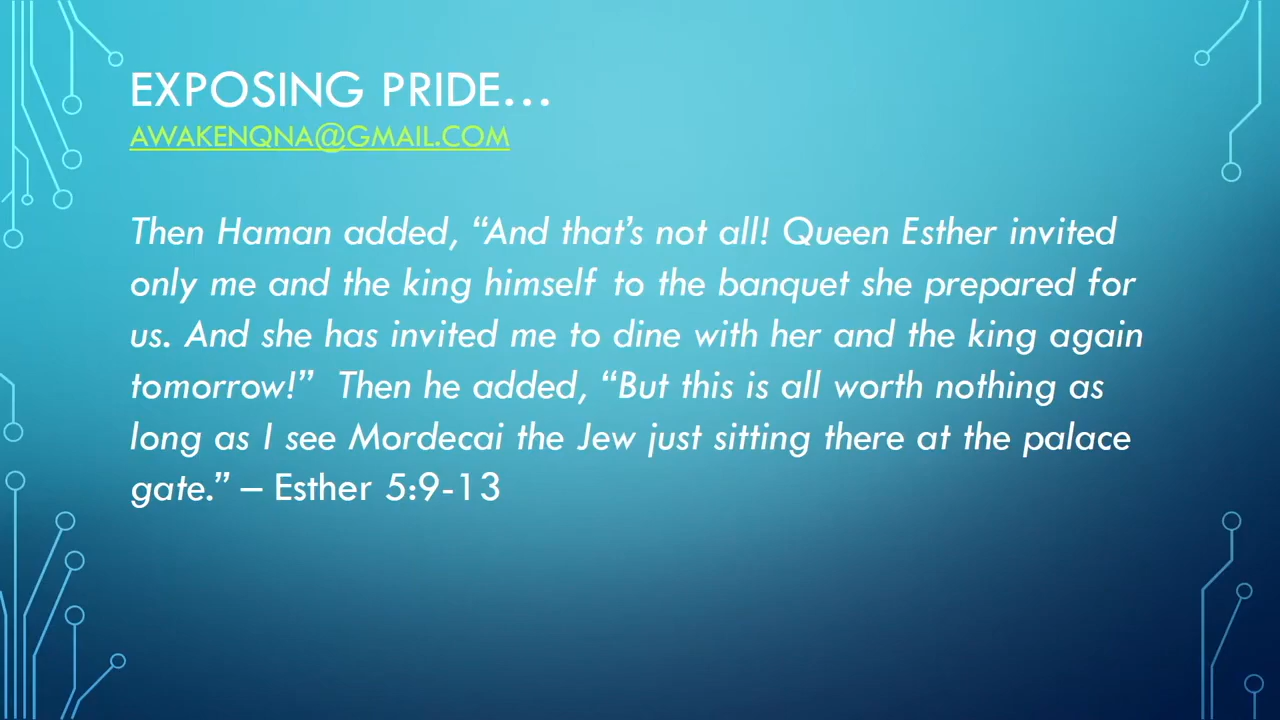 EXPOSING PRIDE...
AWAKENQNA@GMAIL.COM
Then Haman added, “And that’s not all! Queen Esther invited
only me and the king himself to the banquet she prepared for
us. And she has invited me to dine with her and the king again
tomorrow!”  Then he added, “But this is all worth nothing as
long as I see Mordecai the Jew just sitting there at the palace
gate.” – Esther 5:9-13